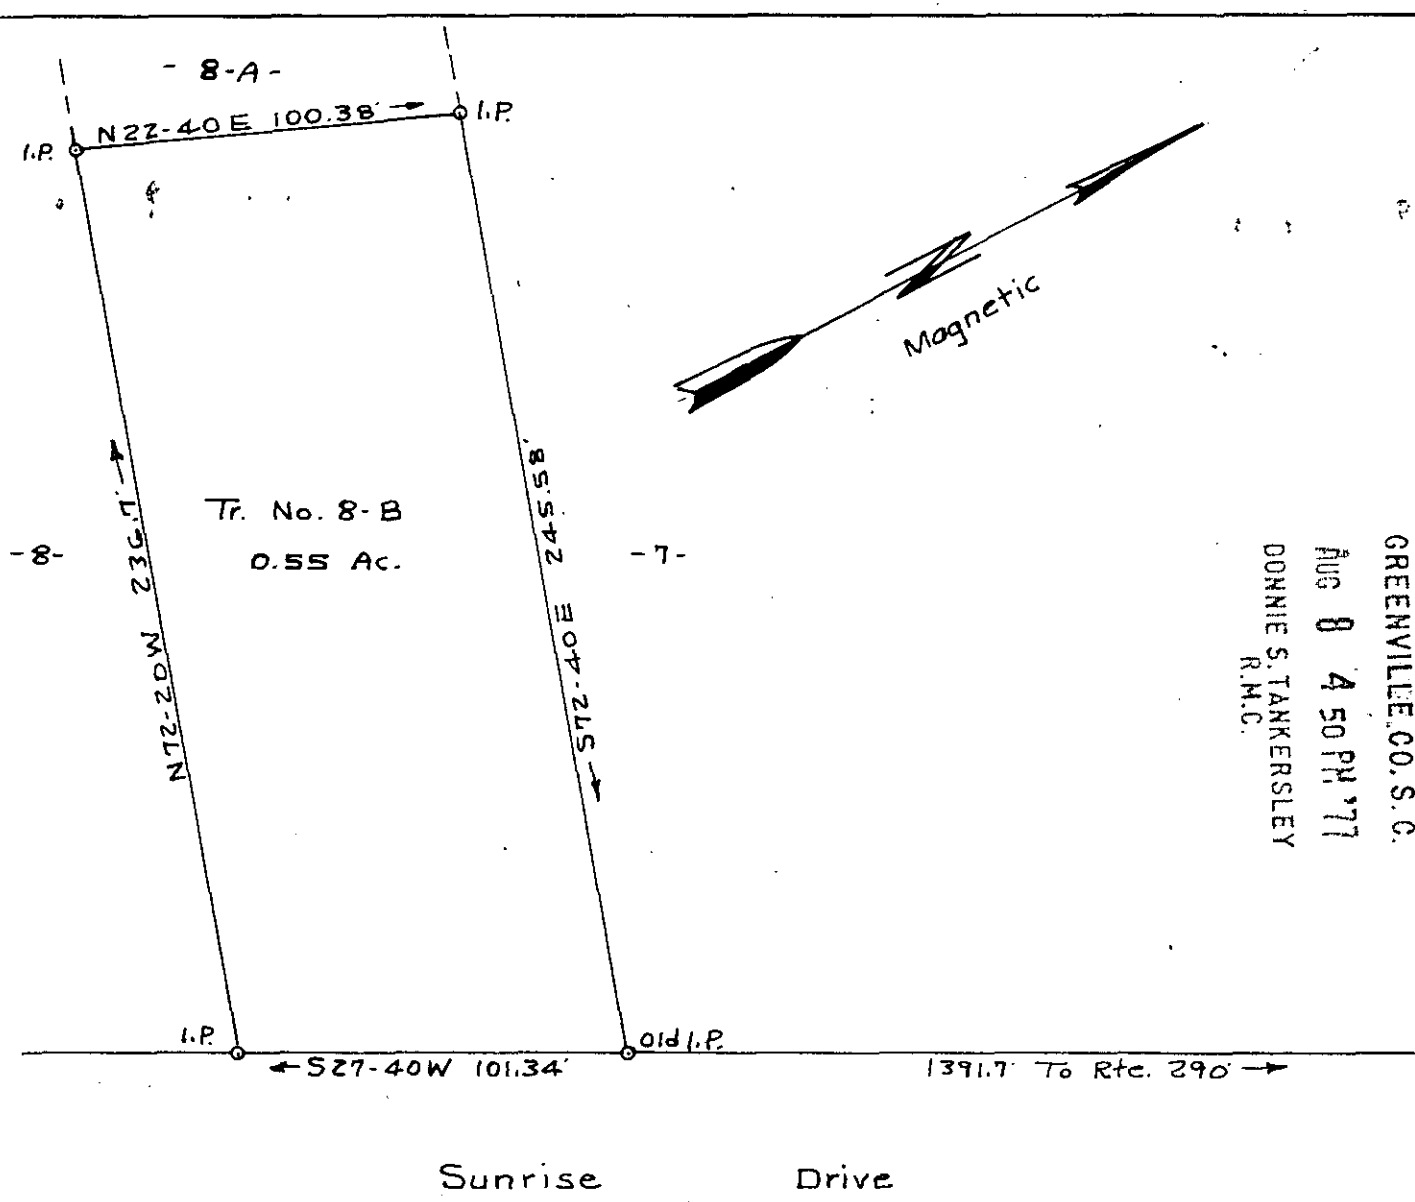 - 8-A -
N22-40E 100.38'
I.P.
I.P.
Magnetic
N72-20W 236.7'
S72-40E 245.58'
Tr. No. 8-B
0.55 Ac.
-8-
-7-
GREENVILLE CO. S. C.
AUG 8 4 50 PM '77
DONNIE S. TANKERSLEY
R.M.C.
I.P.
Old I.P.
S27-40W 101.34'
1391.7' To Rte. 290
Sunrise Drive